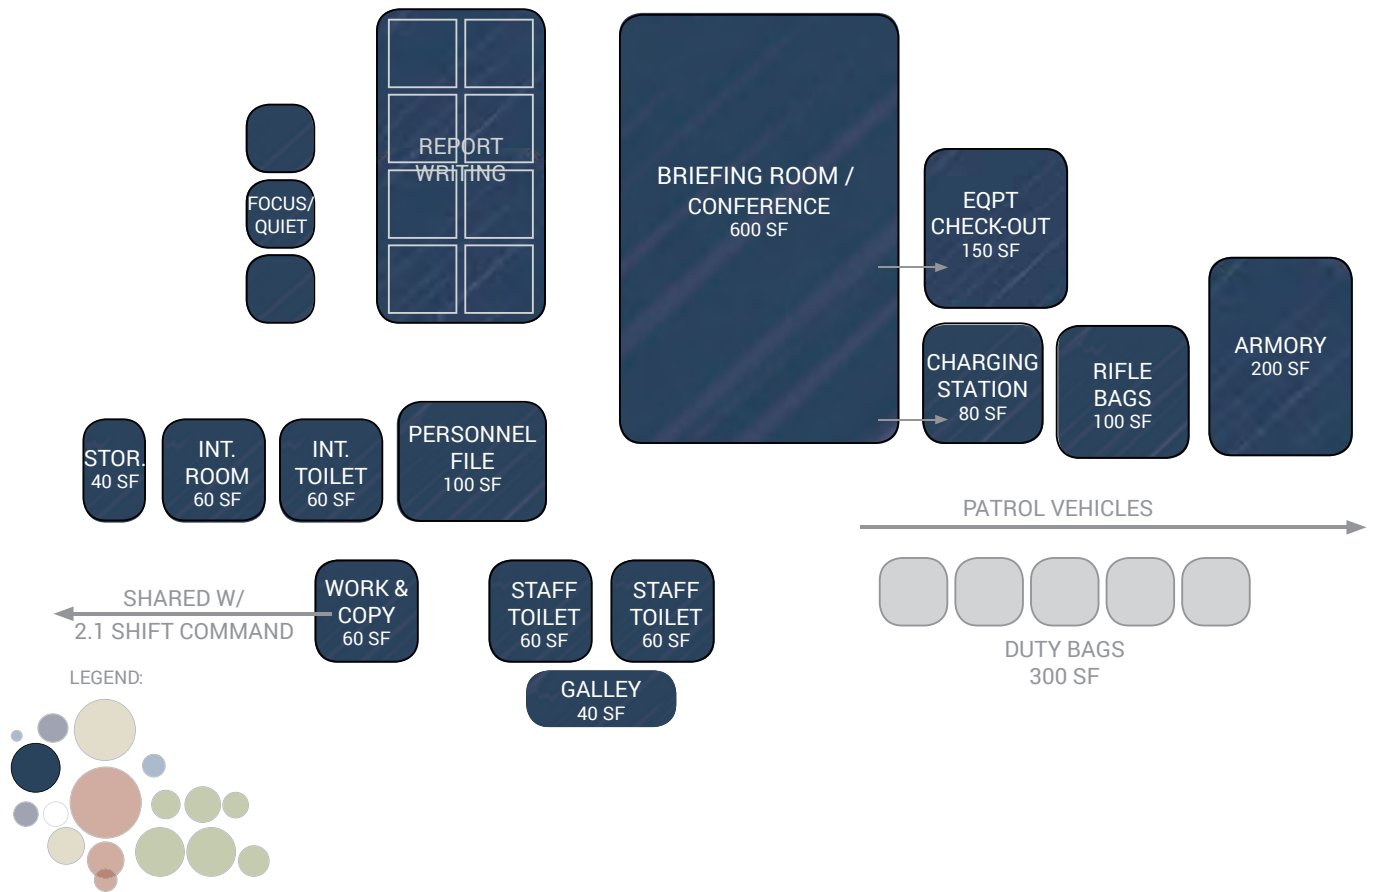 REPORT
WRITING
FOCUS/
QUIET
BRIEFING ROOM /
CONFERENCE
600 SF
EQPT
CHECK-OUT
150 SF
CHARGING
STATION
80 SF
RIFLE
BAGS
100 SF
ARMORY
200 SF
STOR.
40 SF
INT.
ROOM
60 SF
INT.
TOILET
60 SF
PERSONNEL
FILE
100 SF
PATROL VEHICLES
SHARED W/
2.1 SHIFT COMMAND
WORK &
COPY
60 SF
STAFF
TOILET
60 SF
STAFF
TOILET
60 SF
GALLEY
40 SF
DUTY BAGS
300 SF
LEGEND: